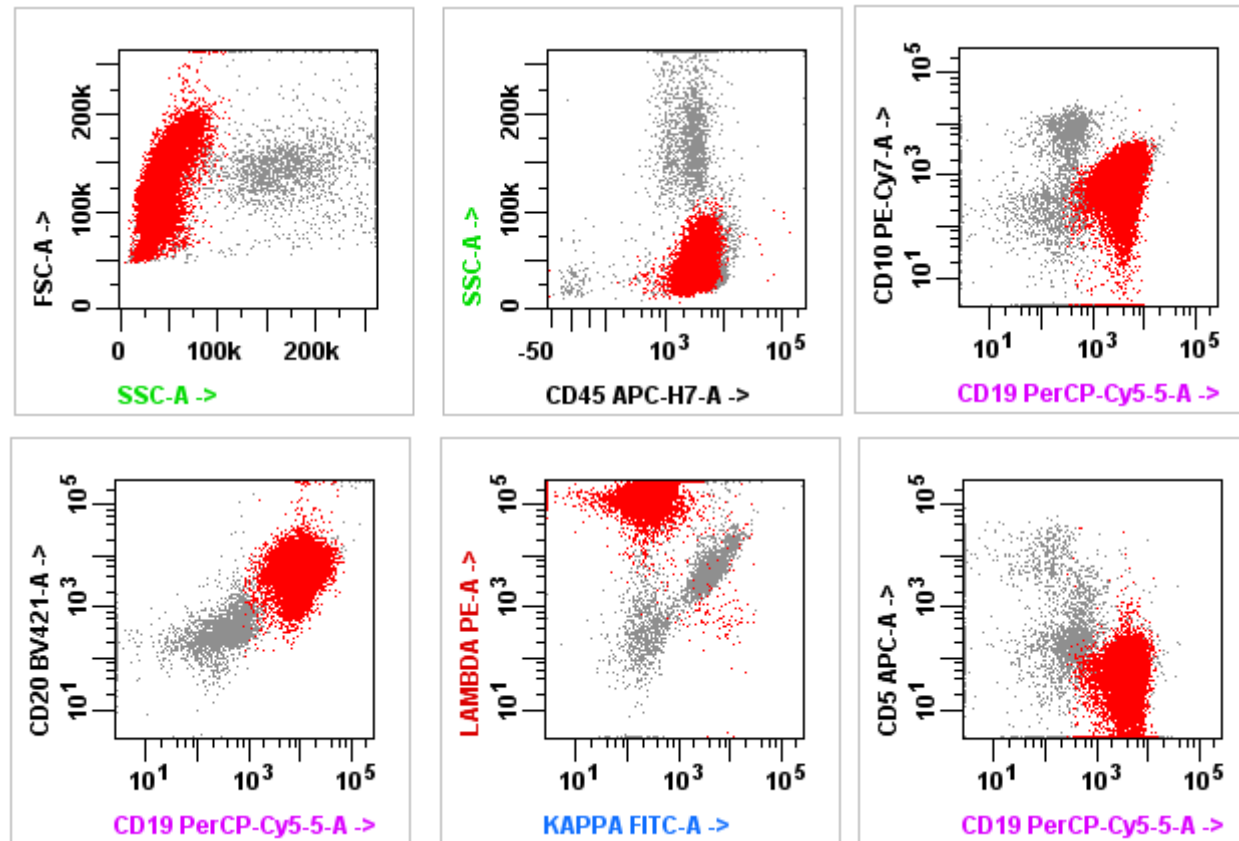 FSC-A ->
200k
100k
0
0 100k 200k
SSC-A ->
SSC-A ->
200k
100k
0
-50 10^3 10^5
CD45 APC-H7-A ->
CD10 PE-Cy7-A ->
10^5
10^3
10^1
10^1 10^3 10^5
CD19 PerCP-Cy5-5-A ->
CD20 BV421-A ->
10^5
10^3
10^1
10^1 10^3 10^5
CD19 PerCP-Cy5-5-A ->
LAMBDA PE-A ->
10^5
10^3
10^1
10^1 10^3 10^5
KAPPA FITC-A ->
CD5 APC-A ->
10^5
10^3
10^1
10^1 10^3 10^5
CD19 PerCP-Cy5-5-A ->